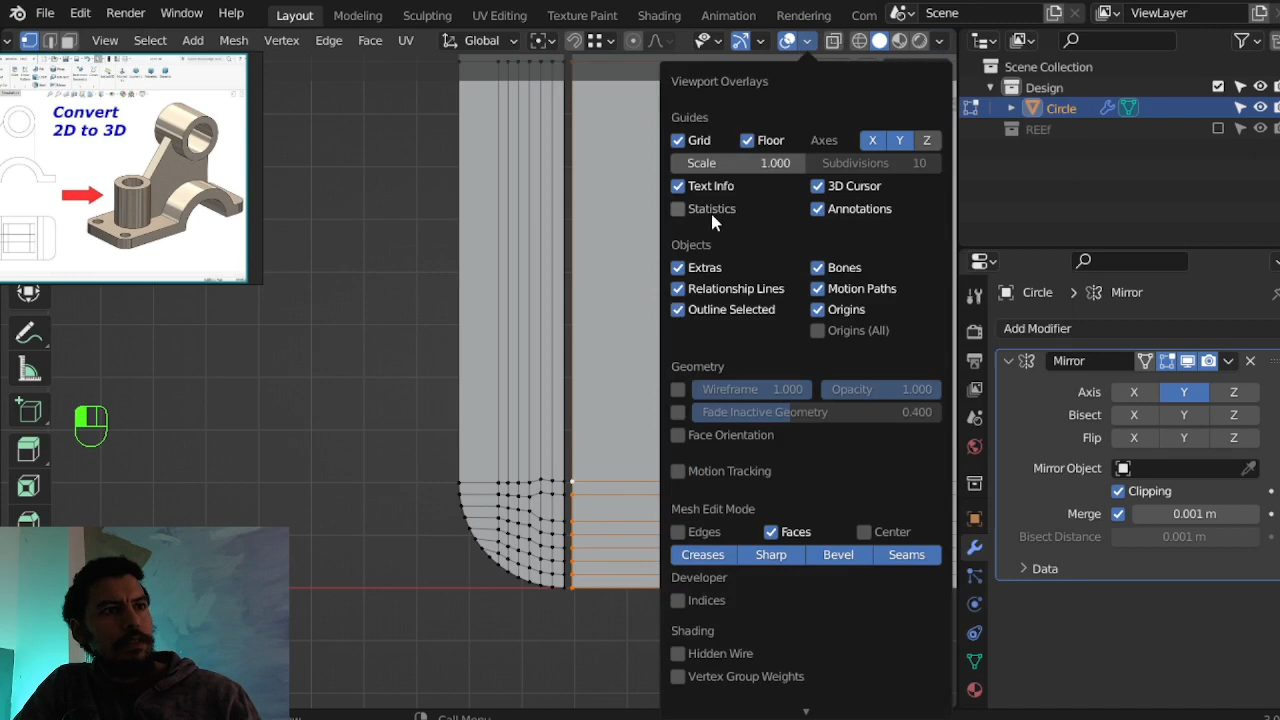 File Edit Render Window Help Layout Modeling Sculpting UV Editing Texture Paint Shading Animation Rendering Com Scene ViewLayer
View Select Add Mesh Vertex Edge Face UV Global
Convert
2D to 3D
Viewport Overlays
Guides
Grid Floor Axes X Y Z
Scale 1.000 Subdivisions 10
Text Info 3D Cursor
Statistics Annotations
Objects
Extras Bones
Relationship Lines Motion Paths
Outline Selected Origins
Origins (All)
Geometry
Wireframe 1.000 Opacity 1.000
Fade Inactive Geometry 0.400
Face Orientation
Motion Tracking
Mesh Edit Mode
Edges Faces Center
Creases Sharp Bevel Seams
Developer
Indices
Shading
Hidden Wire
Vertex Group Weights
Call Menu
Scene Collection
Design
Circle
REEf
Circle > Mirror
Add Modifier
Mirror
Axis X Y Z
Bisect X Y Z
Flip X Y Z
Mirror Object
Clipping
Merge 0.001 m
Bisect Distance 0.001 m
Data